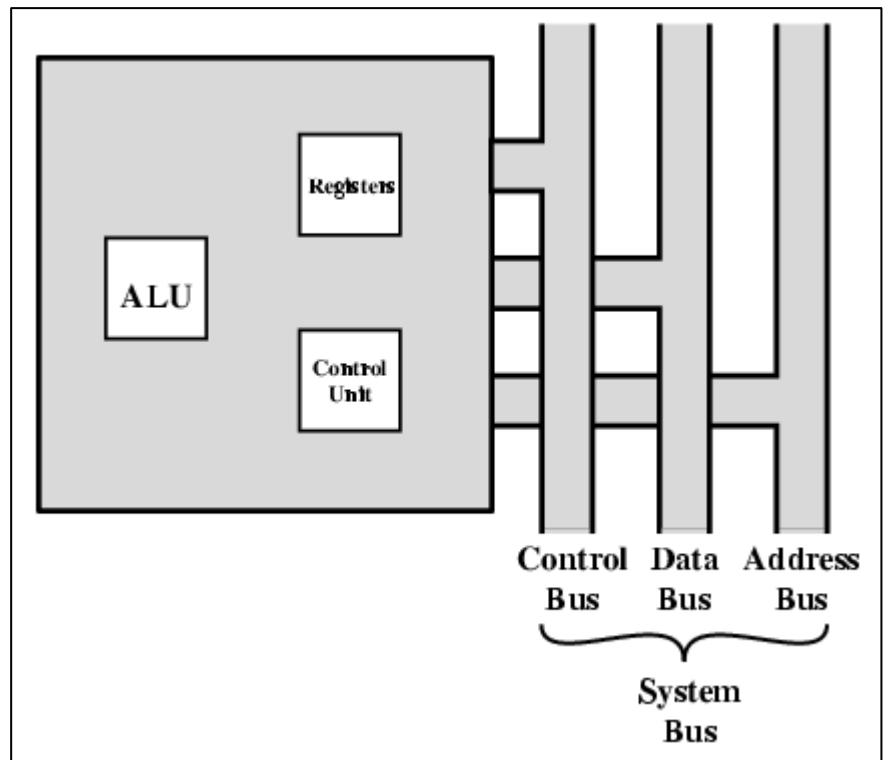 Registers
ALU
Control
Unit
Control Data Address
Bus Bus Bus
System
Bus